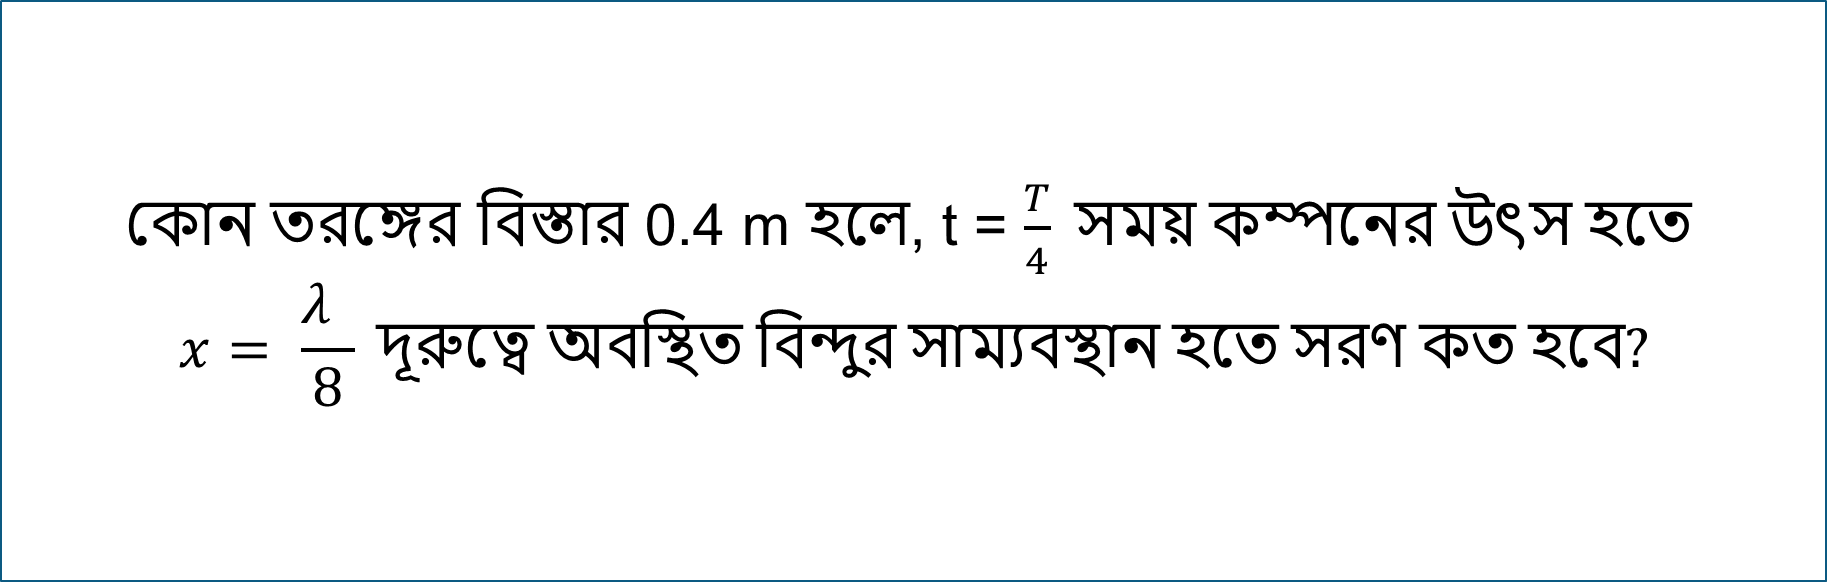 কোন তরঙ্গের বিস্তার 0.4 m হলে, t = T/4 সময় কম্পনের উৎস হতে
x = λ/8 দূরুত্বে অবস্থিত বিন্দুর সাম্যবস্থান হতে সরণ কত হবে?